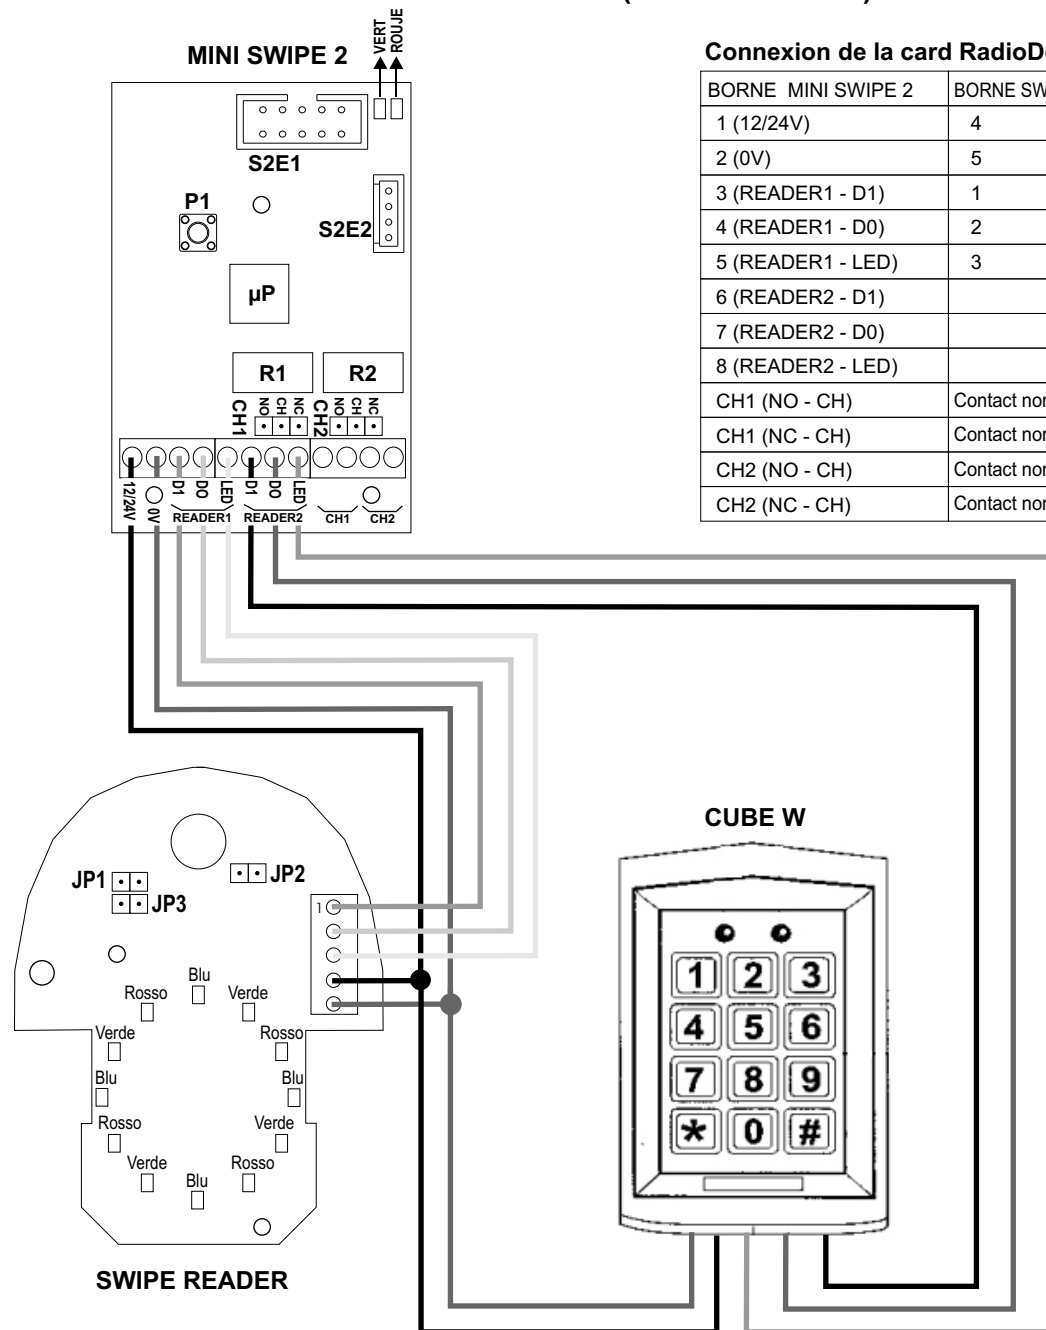 MINI SWIPE 2
VERT
ROUJE
S2E1
P1
S2E2
µP
R1
R2
CH1
NO
CH
NC
CH2
NO
CH
NC
12/24V
0V
D1
D0
LED
D1
D0
LED
READER1
READER2
CH1
CH2
Connexion de la card
BORNE MINI SWIPE 2
BORNE
1 (12/24V)
4
2 (0V)
5
3 (READER1 - D1)
1
4 (READER1 - D0)
2
5 (READER1 - LED)
3
6 (READER2 - D1)
7 (READER2 - D0)
8 (READER2 - LED)
CH1 (NO - CH)
Contact
CH1 (NC - CH)
Contact
CH2 (NO - CH)
Contact
CH2 (NC - CH)
Contact
JP1
JP2
JP3
1
Blu
Rosso
Verde
Verde
Rosso
Blu
Blu
Rosso
Verde
Verde
Rosso
Blu
SWIPE READER
CUBE W
1 2 3
4 5 6
7 8 9
* 0 #